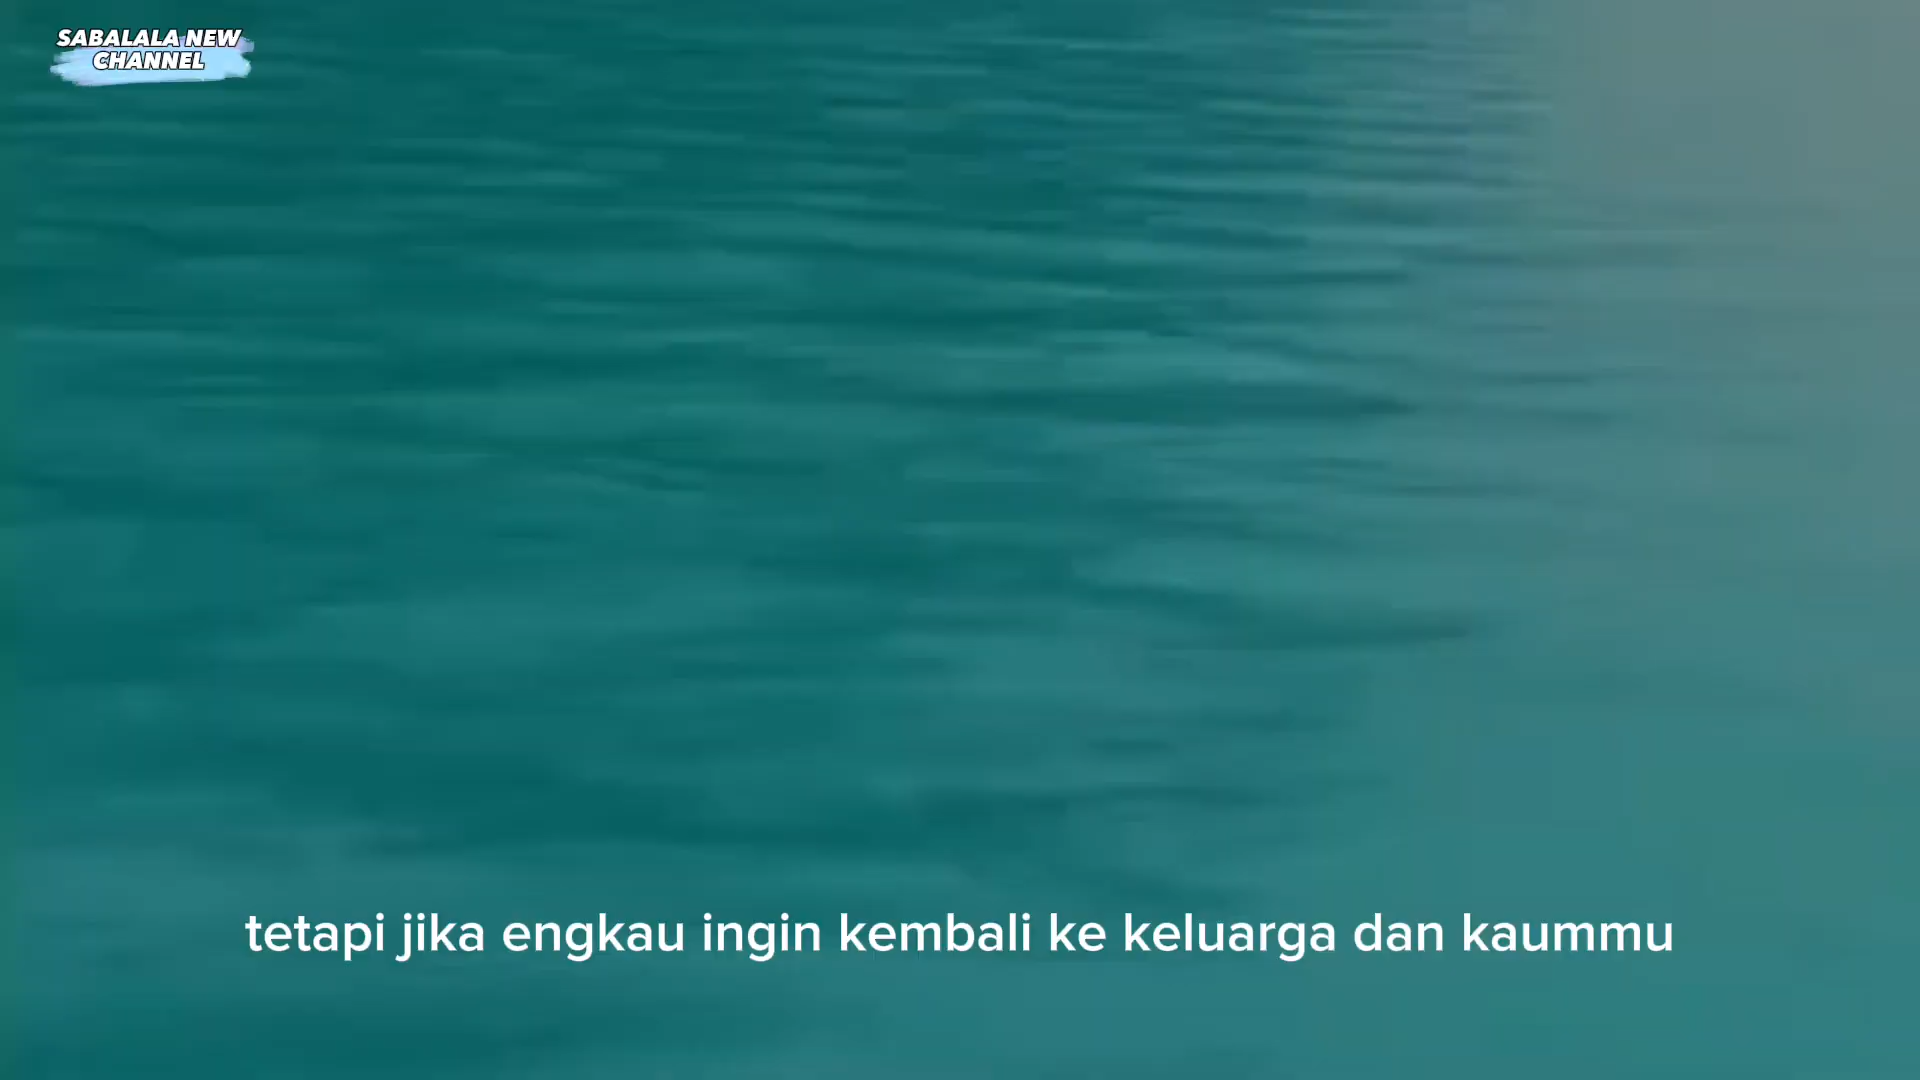 SABALALA NEW
CHANNEL
tetapi jika engkau ingin kembali ke keluarga dan kaummu